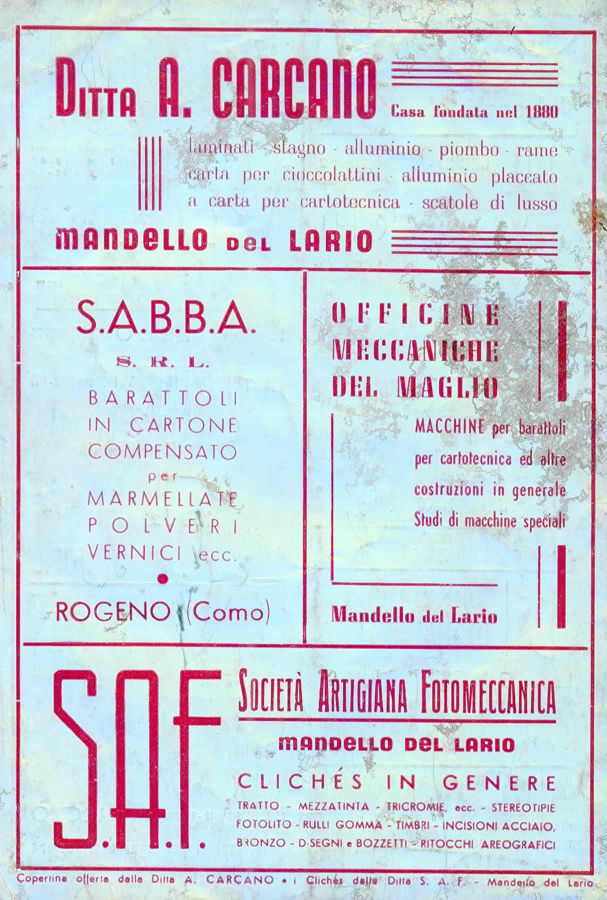 DITTA A. CARCANO Casa fondata nel 1880
laminati - stagno - alluminio - piombo - rame
carta per cioccolattini - alluminio placcato
a carta per cartotecnica - scatole di lusso
MANDELLO DEL LARIO
S.A.B.B.A.
S. R. L.
BARATTOLI
IN CARTONE
COMPENSATO
per
MARMELLATE
POLVERI
VERNICI ecc.
ROGENO (Como)
OFFICINE
MECCANICHE
DEL MAGLIO
MACCHINE per barattoli
per cartotecnica ed altre
costruzioni in generale
Studi di macchine speciali
Mandello del Lario
S.A.F.
SOCIETÀ ARTIGIANA FOTOMECCANICA
MANDELLO DEL LARIO
CLICHÉS IN GENERE
TRATTO - MEZZATINTA - TRICROMIE, ecc. - STEREOTIPIE
FOTOLITO - RULLI GOMMA - TIMBRI - INCISIONI ACCIAIO,
BRONZO - DISEGNI e BOZZETTI - RITOCCHI AREOGRAFICI
Copertina offerta dalla Ditta A. CARCANO • i Clichés dalla Ditta S. A. F. - Mandello del Lario